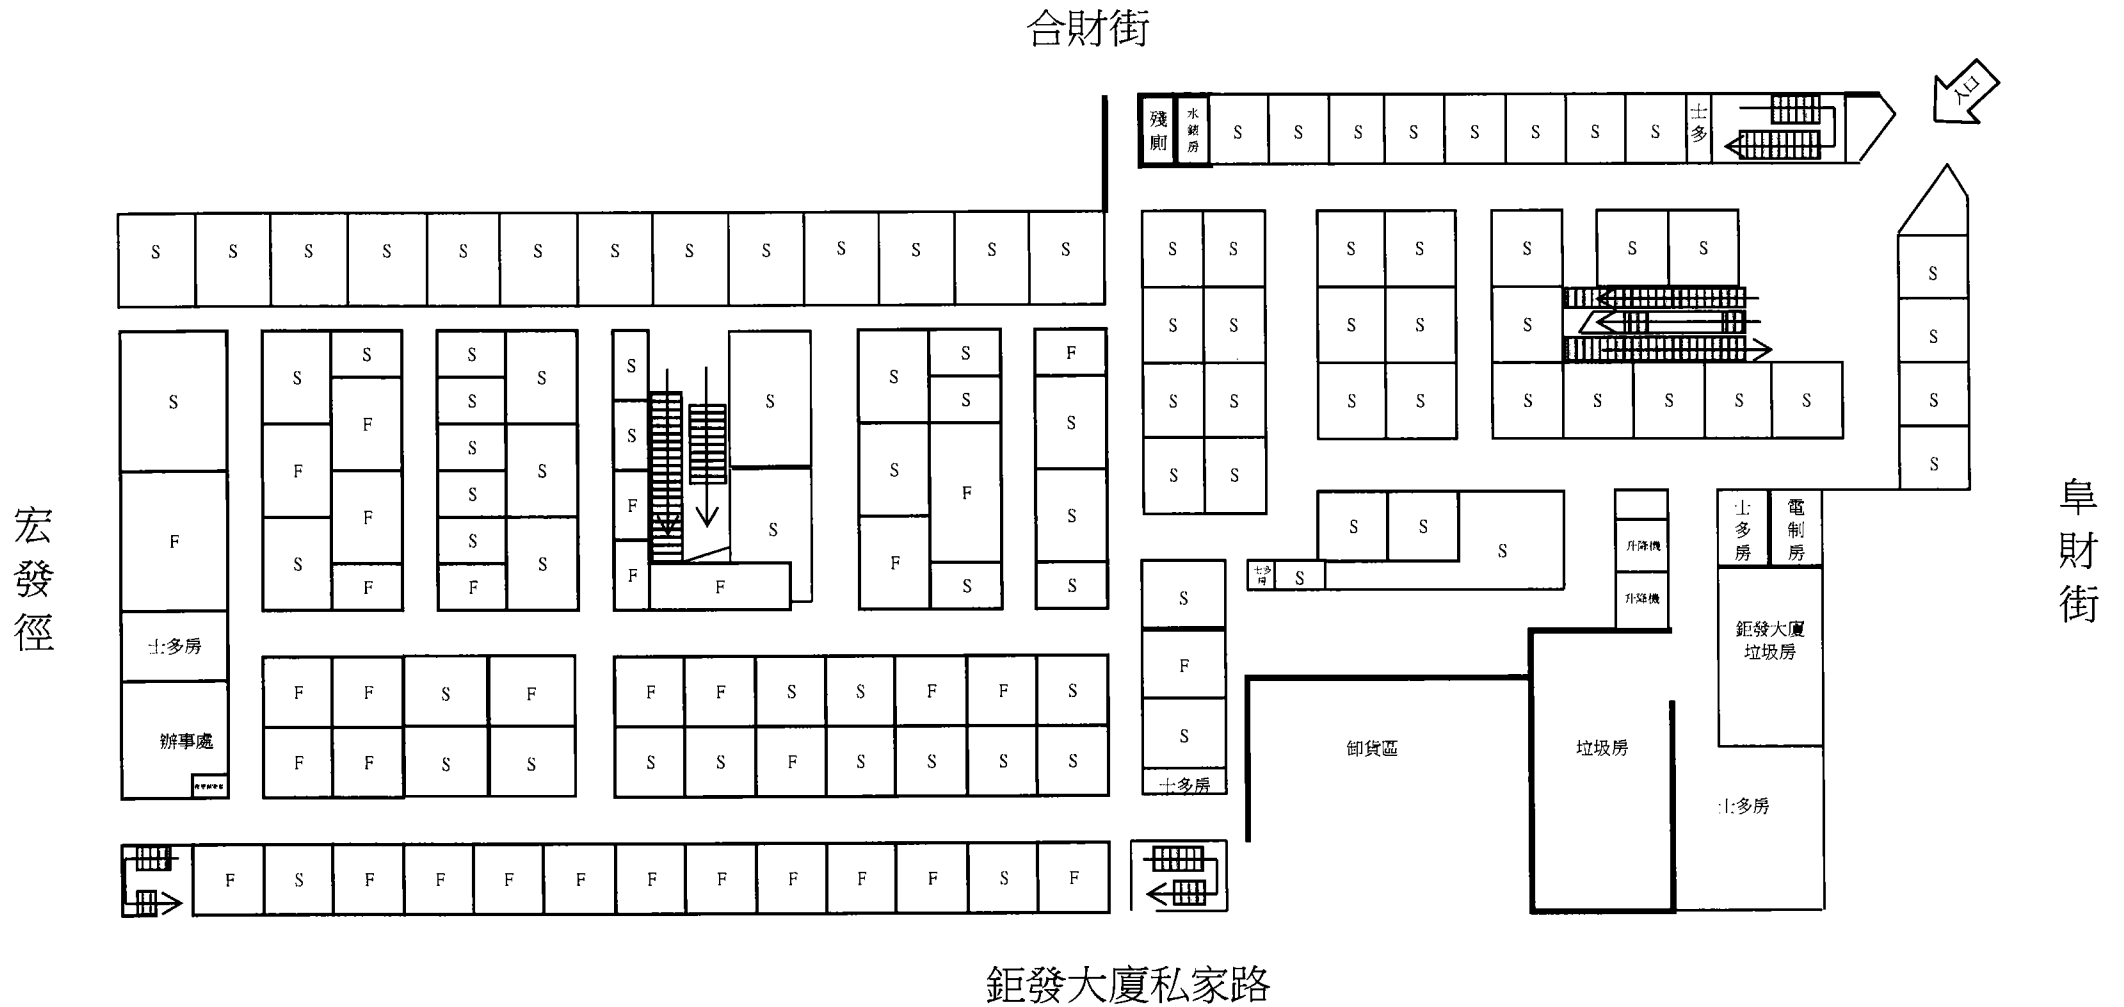 合財街
入口
殘廁
水錶房
S S S S S S S S
士多
S S S S S S S S S S S S S
S S S S S S S
S
S S S S S
S
S S S S S S S S S
S
S
S S
宏發徑
S
F
士多房
辦事處
S F S
S F F F
S S S S S F
S S S
S S F F
S
S
F
S S F
S S F S
F S S S
S
F
S
士多房
S S S
士多房 S
升降機
升降機
士多房
電制房
鉅發大廈
垃圾房
士多房
垃圾房
卸貨區
阜財街
F F S F
F F S S
F F S S F F S
S S F S S S S
F S F F F F F F F F F S F
鉅發大廈私家路